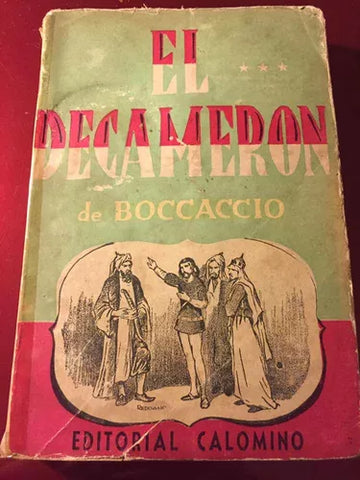 EL
DECAMERON
de BOCCACCIO
EDITORIAL CALOMINO